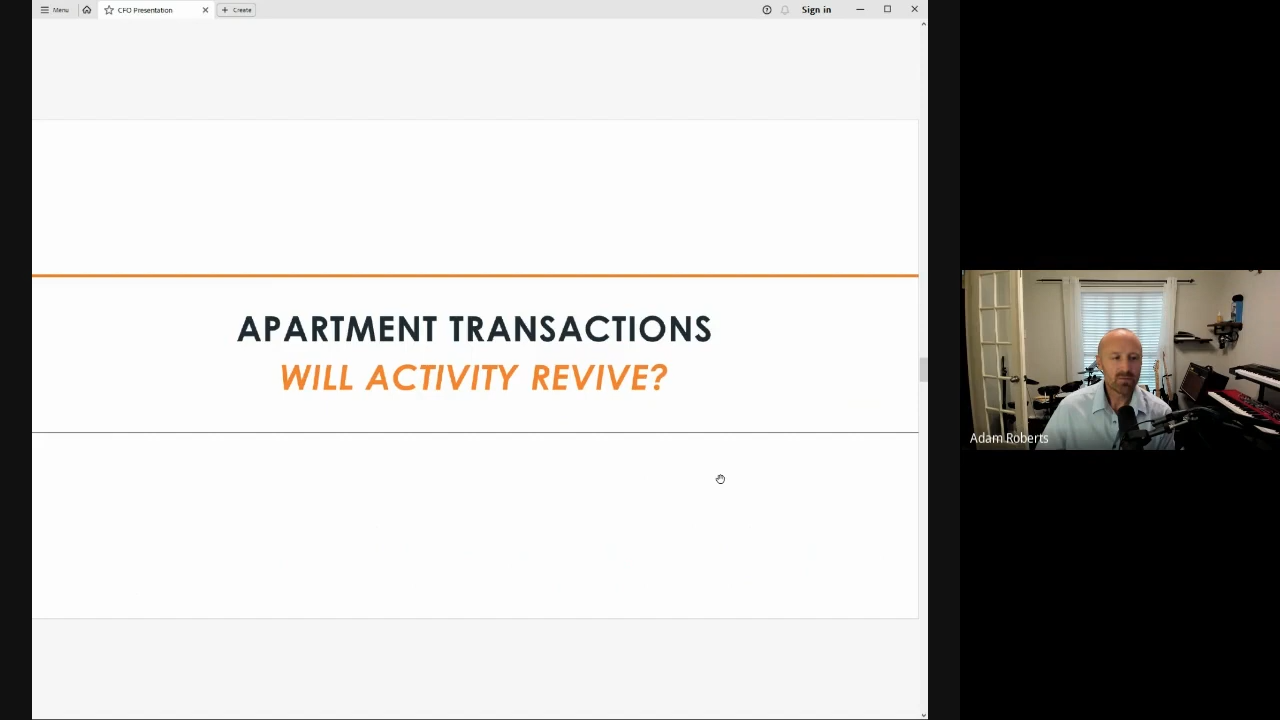 Menu
CFO Presentation
Create
Sign in
APARTMENT TRANSACTIONS
WILL ACTIVITY REVIVE?
Adam Roberts